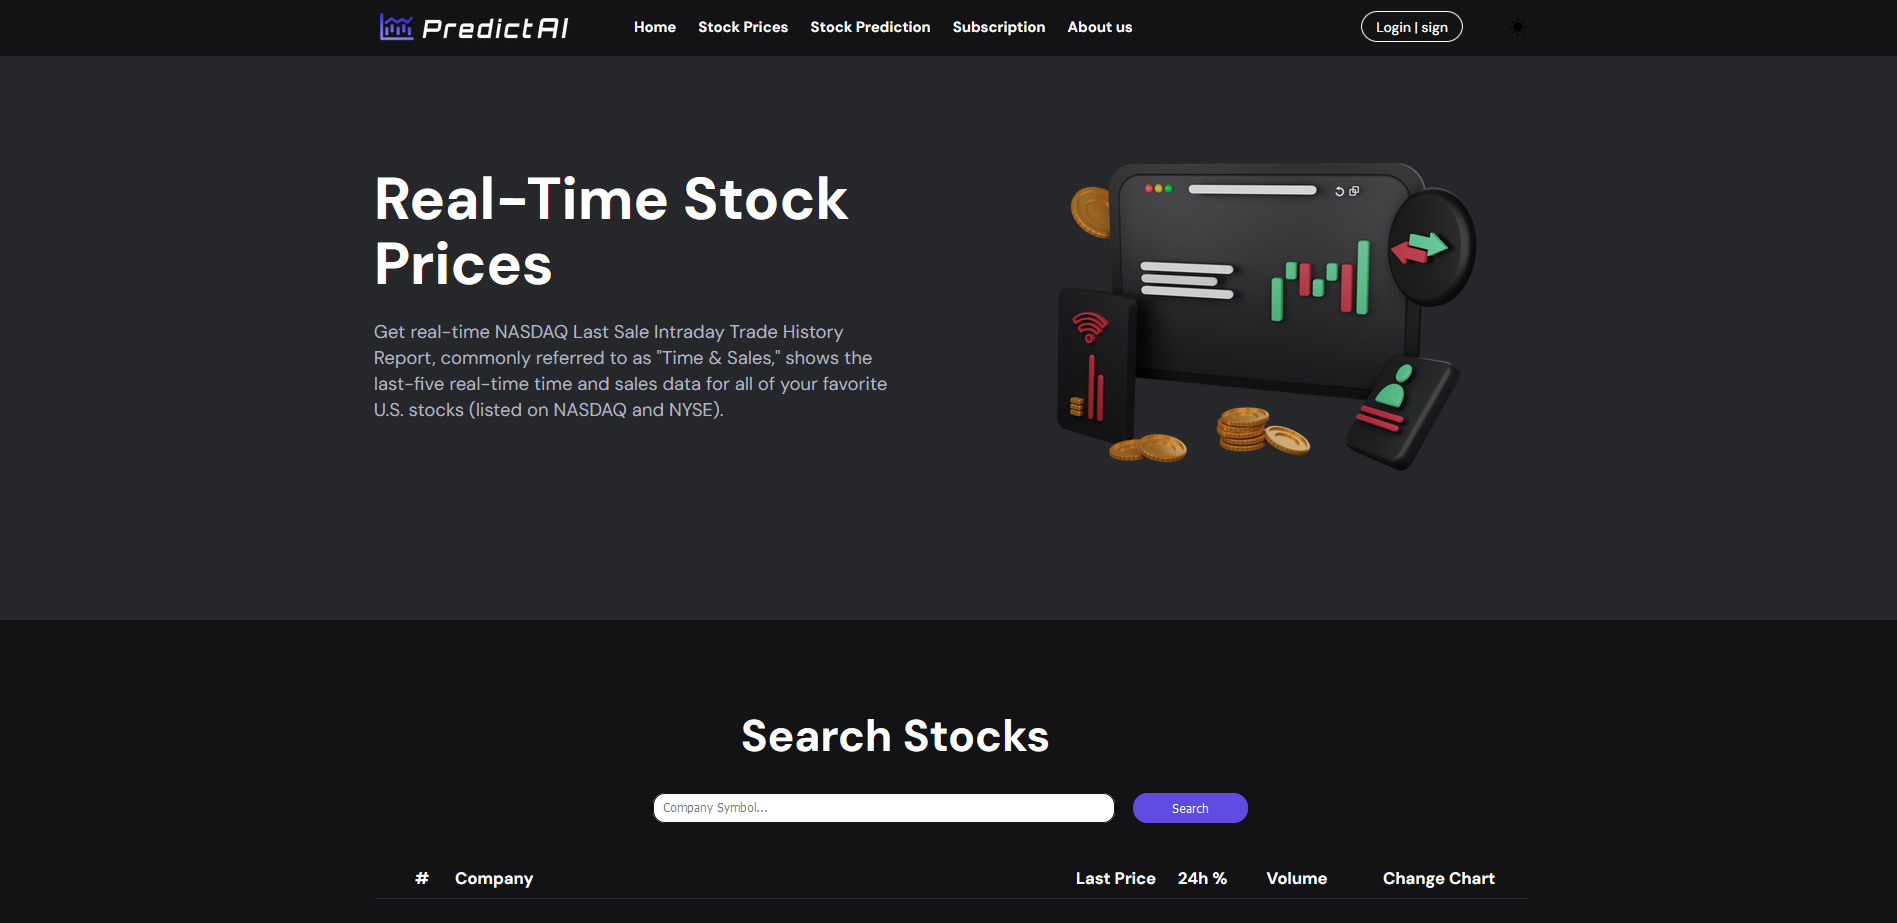 PredictAI
Home Stock Prices Stock Prediction Subscription About us
Login | sign
Real-Time Stock
Prices
Get real-time NASDAQ Last Sale Intraday Trade History
Report, commonly referred to as "Time & Sales," shows the
last-five real-time time and sales data for all of your favorite
U.S. stocks (listed on NASDAQ and NYSE).
Search Stocks
Company Symbol...
Search
# Company Last Price 24h % Volume Change Chart